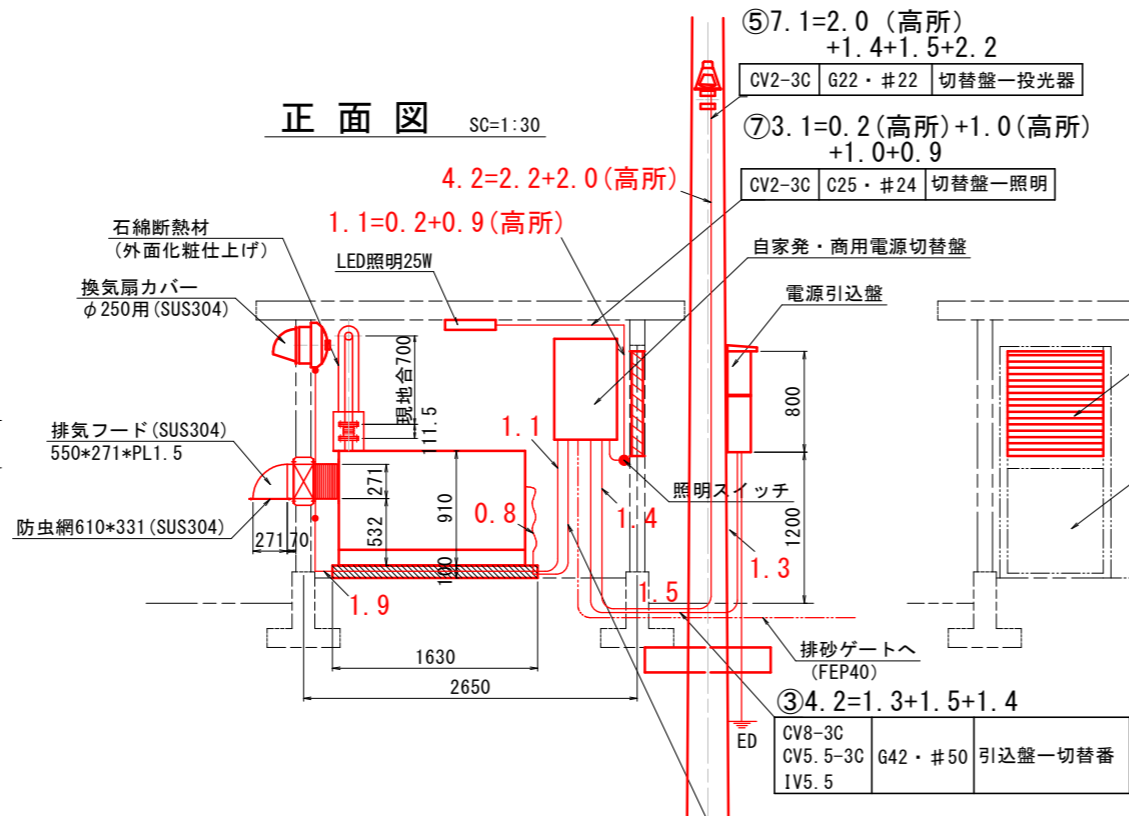 正面図 SC=1:30
⑤7.1=2.0 (高所)
+1.4+1.5+2.2
CV2-3C G22・#22 切替盤ー投光器
⑦3.1=0.2(高所)+1.0(高所)
+1.0+0.9
CV2-3C C25・#24 切替盤ー照明
4.2=2.2+2.0(高所)
1.1=0.2+0.9(高所)
石綿断熱材
(外面化粧仕上げ)
LED照明25W
自家発・商用電源切替盤
換気扇カバー
φ250用(SUS304)
電源引込盤
現地合700
111.5
800
排気フード(SUS304)
550*271*PL1.5
1.1
271
910
照明スイッチ
防虫網610*331(SUS304)
0.8
1.4
532
1200
271
70
100
1.3
1.9
1.5
1630
排砂ゲートへ
(FEP40)
2650
③4.2=1.3+1.5+1.4
ED
CV8-3C
CV5.5-3C G42・#50 引込盤ー切替番
IV5.5